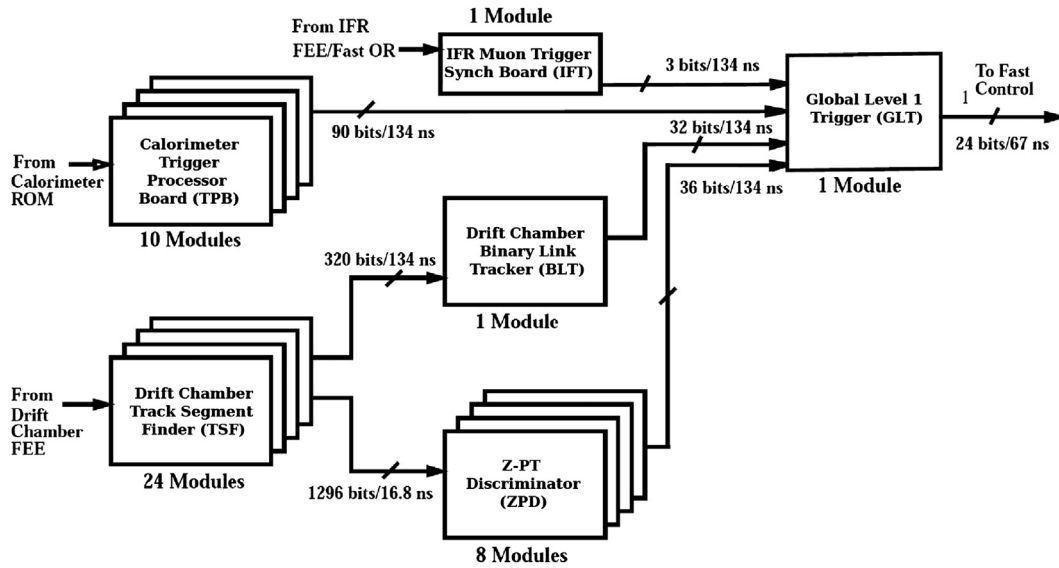 1 Module
From IFR
FEE/Fast OR
IFR Muon Trigger
Synch Board (IFT)
3 bits/134 ns
Global Level 1
Trigger (GLT)
To Fast
Control
1
24 bits/67 ns
1 Module
90 bits/134 ns
32 bits/134 ns
36 bits/134 ns
From
Calorimeter
ROM
Calorimeter
Trigger
Processor
Board (TPB)
10 Modules
320 bits/134 ns
Drift Chamber
Binary Link
Tracker (BLT)
1 Module
From
Drift
Chamber
FEE
Drift Chamber
Track Segment
Finder (TSF)
24 Modules
1296 bits/16.8 ns
Z-PT
Discriminator
(ZPD)
8 Modules